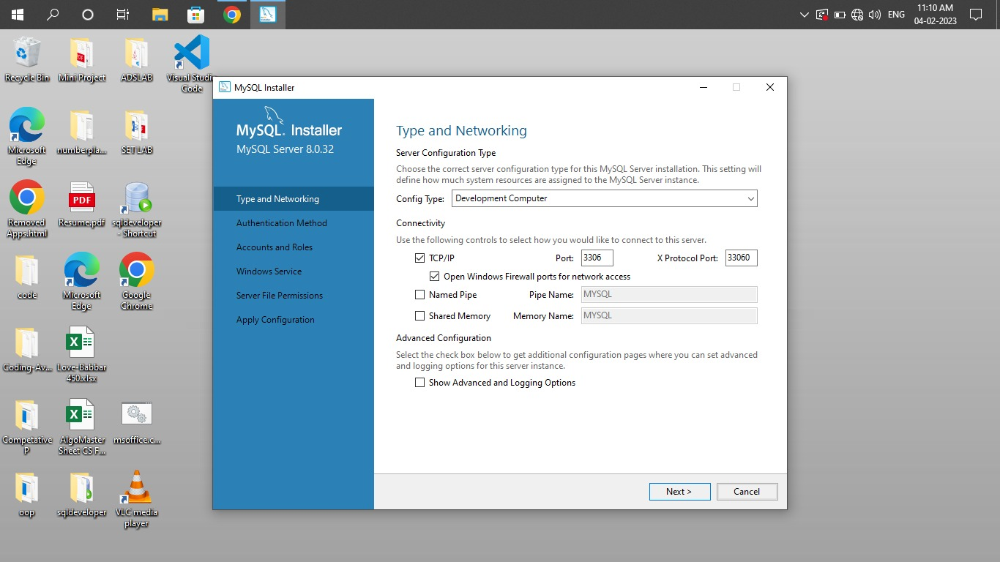 ENG
11:10 AM
04-02-2023
Recycle Bin
Mini Project
ADSLAB
Visual Studio
Code
Microsoft
Edge
numberpla...
SET LAB
Removed
Apps.html
PDF
Resume.pdf
sqldeveloper
- Shortcut
code
Microsoft
Edge
Google
Chrome
Coding-Av...
Love-Babbar
450.xlsx
Competative
P
AlgoMaster
Sheet CS F...
msoffice.c...
oop
sqldeveloper
VLC media
player
MySQL Installer
MySQL. Installer
MySQL Server 8.0.32
Type and Networking
Authentication Method
Accounts and Roles
Windows Service
Server File Permissions
Apply Configuration
Type and Networking
Server Configuration Type
Choose the correct server configuration type for this MySQL Server installation. This setting will
define how much system resources are assigned to the MySQL Server instance.
Config Type: Development Computer
Connectivity
Use the following controls to select how you would like to connect to this server.
TCP/IP Port: 3306 X Protocol Port: 33060
Open Windows Firewall ports for network access
Named Pipe Pipe Name: MYSQL
Shared Memory Memory Name: MYSQL
Advanced Configuration
Select the check box below to get additional configuration pages where you can set advanced
and logging options for this server instance.
Show Advanced and Logging Options
Next > Cancel